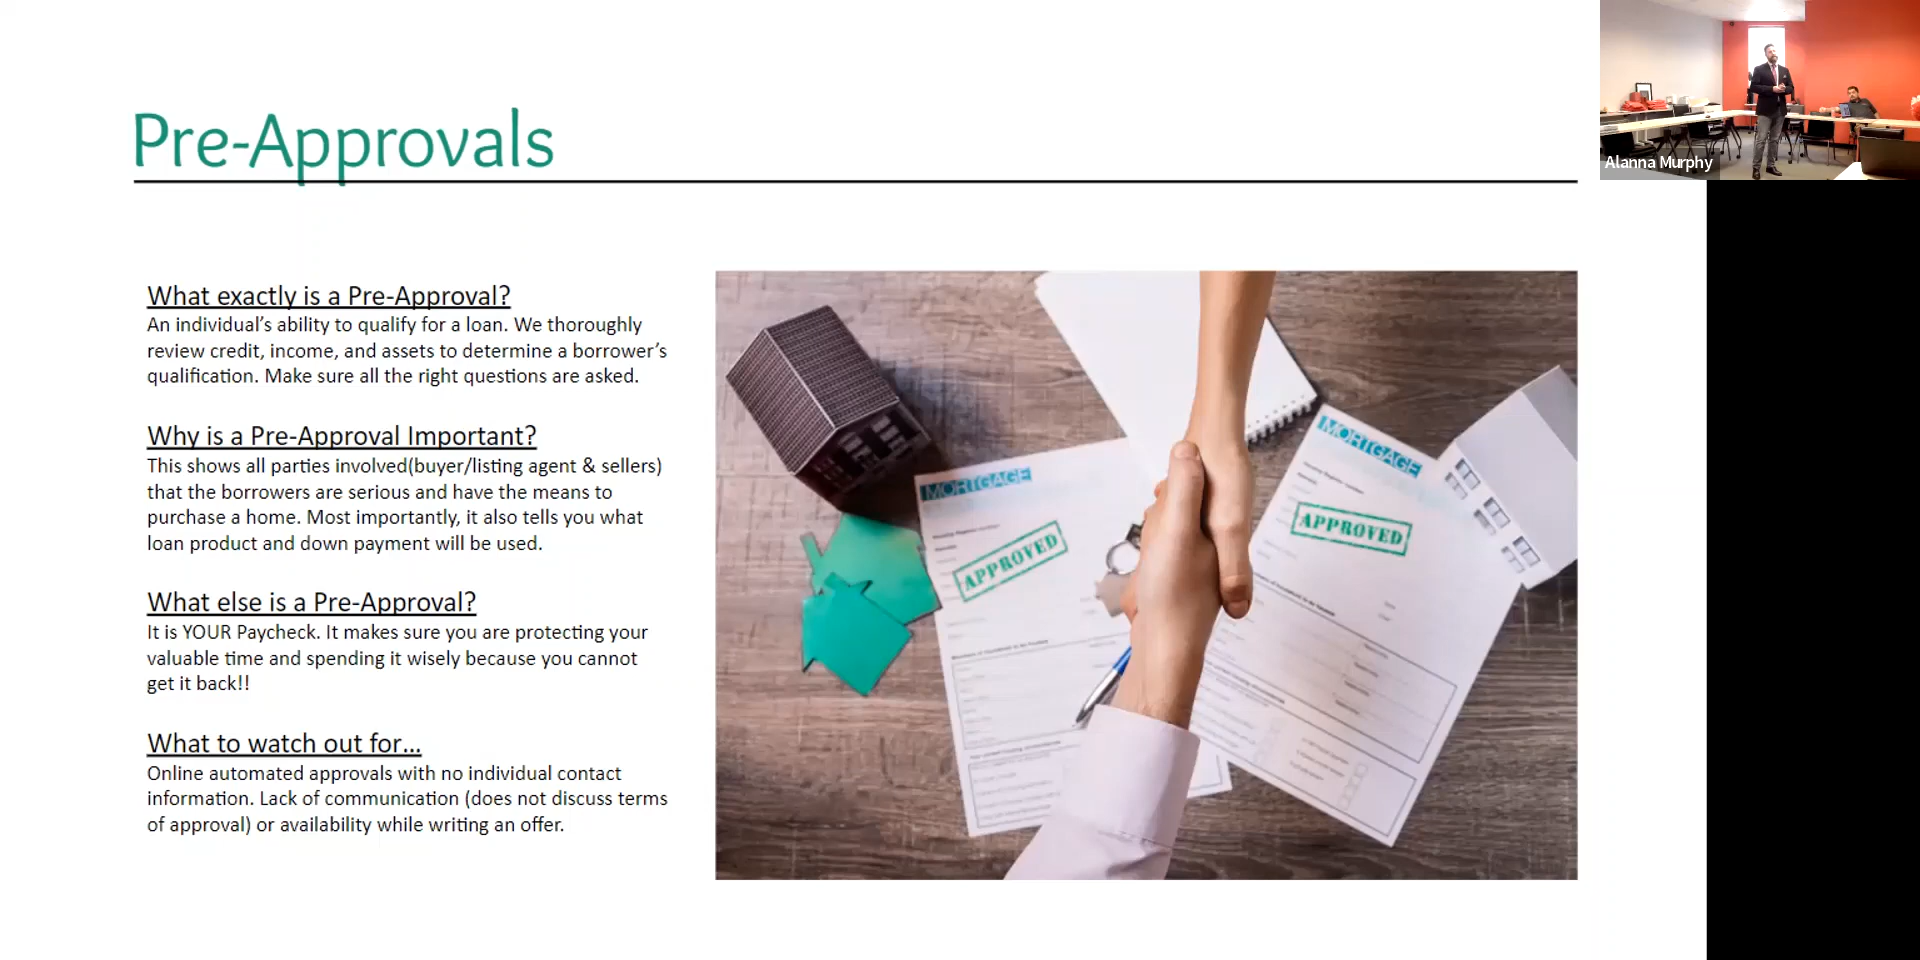 Pre-Approvals
Alanna Murphy
What exactly is a Pre-Approval?
An individual’s ability to qualify for a loan. We thoroughly
review credit, income, and assets to determine a borrower’s
qualification. Make sure all the right questions are asked.
Why is a Pre-Approval Important?
This shows all parties involved(buyer/listing agent & sellers)
that the borrowers are serious and have the means to
purchase a home. Most importantly, it also tells you what
loan product and down payment will be used.
What else is a Pre-Approval?
It is YOUR Paycheck. It makes sure you are protecting your
valuable time and spending it wisely because you cannot
get it back!!
What to watch out for...
Online automated approvals with no individual contact
information. Lack of communication (does not discuss terms
of approval) or availability while writing an offer.
MORTGAGE
APPROVED
MORTGAGE
APPROVED